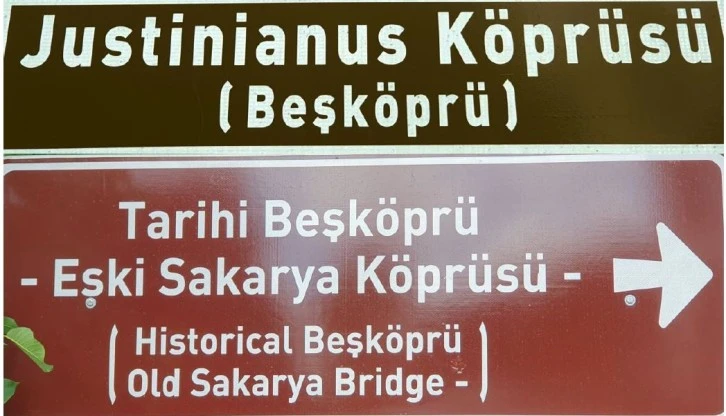 Justinianus Köprüsü
(Beşköprü)
Tarihi Beşköprü
- Eşki Sakarya Köprüsü -
( Historical Beşköprü
Old Sakarya Bridge - )